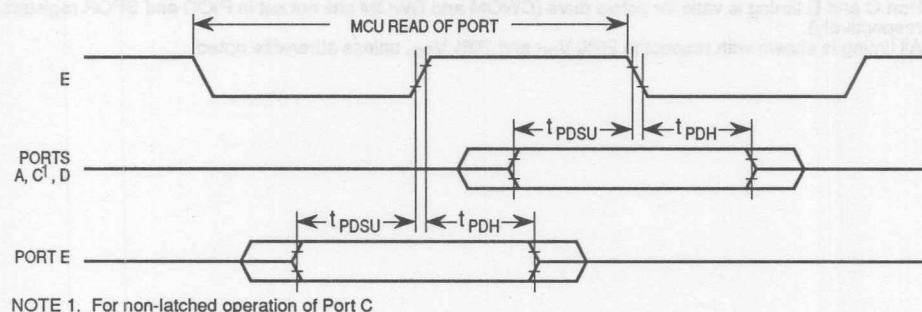 MCU READ OF PORT
E
t PDSU
t PDH
PORTS
A, C1, D
t PDSU
t PDH
PORT E
NOTE 1. For non-latched operation of Port C